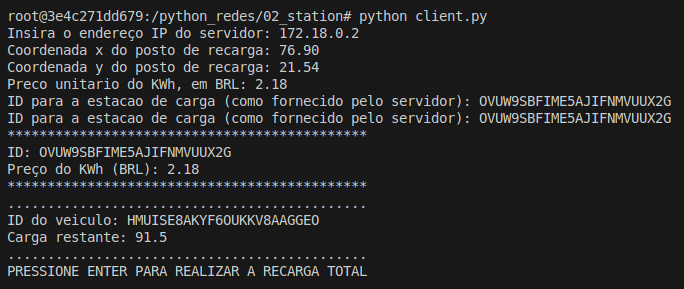 root@3e4c271dd679:/python_redes/02_station# python client.py
Insira o endereço IP do servidor: 172.18.0.2
Coordenada x do posto de recarga: 76.90
Coordenada y do posto de recarga: 21.54
Preco unitario do KWh, em BRL: 2.18
ID para a estacao de carga (como fornecido pelo servidor): OVUW9SBFIME5AJIFNMVUUX2G
ID para a estacao de carga (como fornecido pelo servidor): OVUW9SBFIME5AJIFNMVUUX2G
*********************************************
ID: OVUW9SBFIME5AJIFNMVUUX2G
Preço do KWh (BRL): 2.18
*********************************************
.............................................
ID do veiculo: HMUISE8AKYF6OUKKV8AAGGEO
Carga restante: 91.5
.............................................
PRESSIONE ENTER PARA REALIZAR A RECARGA TOTAL